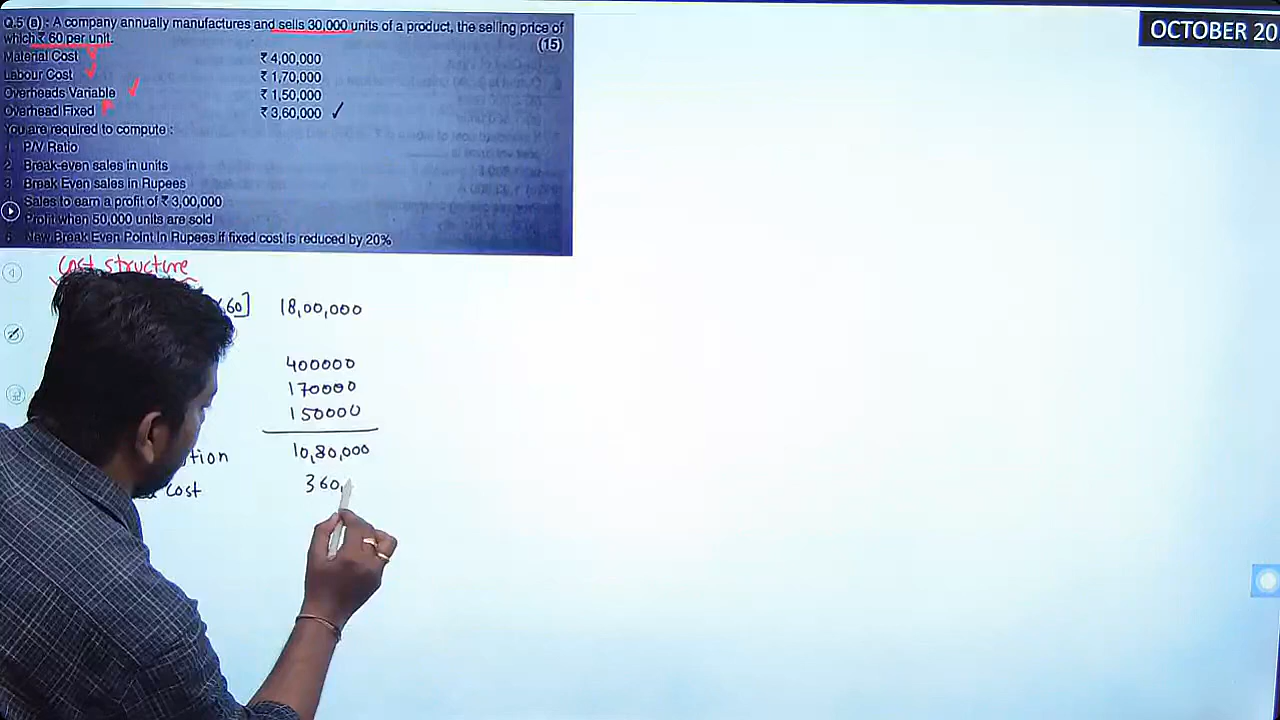 OCTOBER 20
Q.5 (a) : A company annually manufactures and sells 30,000 units of a product, the selling price of
which ₹ 60 per unit. (15)
Material Cost ₹ 4,00,000
Labour Cost ₹ 1,70,000
Overheads Variable ₹ 1,50,000
Overhead Fixed ₹ 3,60,000
You are required to compute :
1. P/V Ratio
2. Break-even sales in units
3 Break Even sales in Rupees
Sales to earn a profit of ₹ 3,00,000
Profit when 50,000 units are sold
6 New Break Even Point in Rupees if fixed cost is reduced by 20%
Cost structure
60] 18,00,000
400000
170000
150000
tion 10,80,000
cost 360,